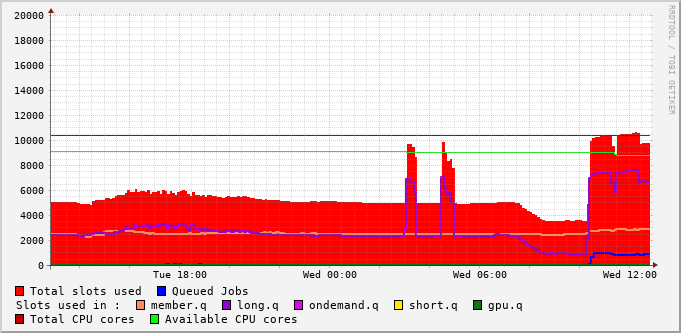 20000
18000
16000
14000
12000
10000
8000
6000
4000
2000
0
Tue 18:00 Wed 00:00 Wed 06:00 Wed 12:00
Total slots used Queued Jobs
Slots used in : member.q long.q ondemand.q short.q gpu.q
Total CPU cores Available CPU cores
RRDTOOL / TOBI OETIKER